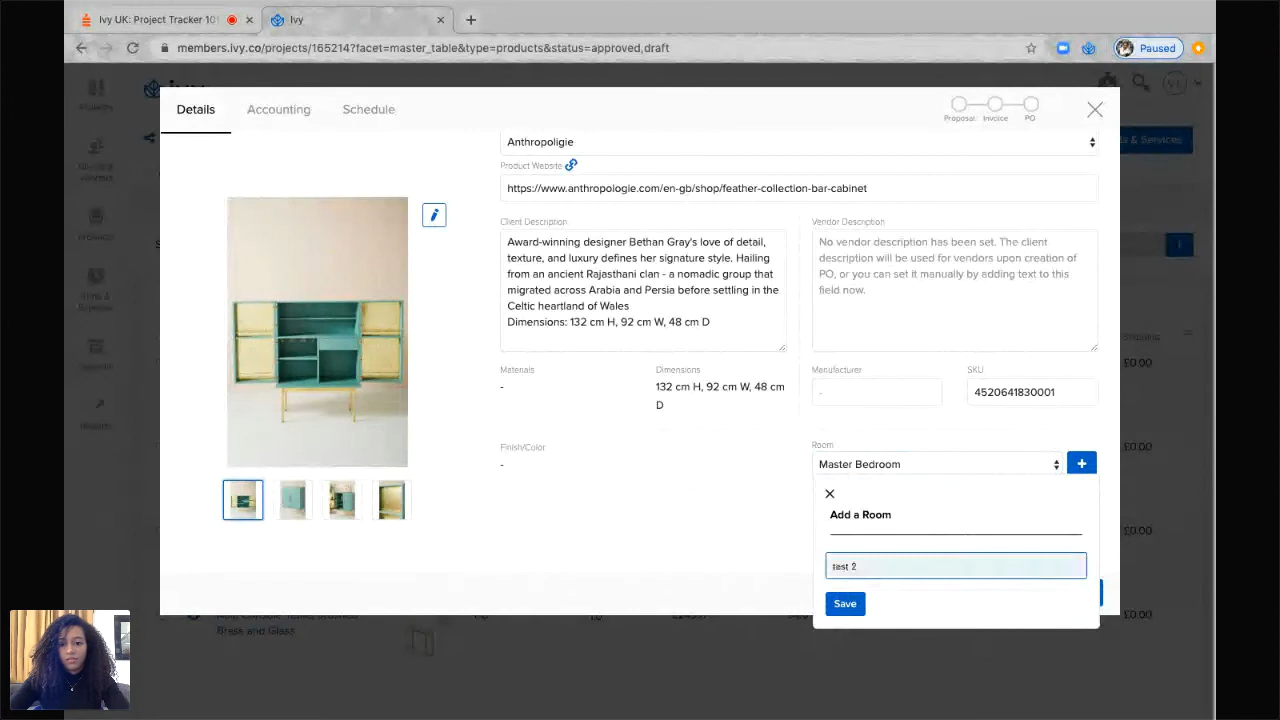 Ivy UK: Project Tracker 101
Ivy
members.ivy.co/projects/165214?facet=master_table&type=products&status=approved,draft
Paused
Details
Accounting
Schedule
Proposal
Invoice
PO
& Services
Anthropoligie
Product Website
https://www.anthropologie.com/en-gb/shop/feather-collection-bar-cabinet
Client Description
Vendor Description
Award-winning designer Bethan Gray's love of detail,
texture, and luxury defines her signature style. Hailing
from an ancient Rajasthani clan - a nomadic group that
migrated across Arabia and Persia before settling in the
Celtic heartland of Wales
Dimensions: 132 cm H, 92 cm W, 48 cm D
No vendor description has been set. The client
description will be used for vendors upon creation of
PO, or you can set it manually by adding text to this
field now.
Materials
-
Dimensions
132 cm H, 92 cm W, 48 cm
D
Manufacturer
-
SKU
4520641830001
Finish/Color
-
Room
Master Bedroom
+
Add a Room
test 2
Save
£0.00
£0.00
£0.00
£0.00
Brass and Glass